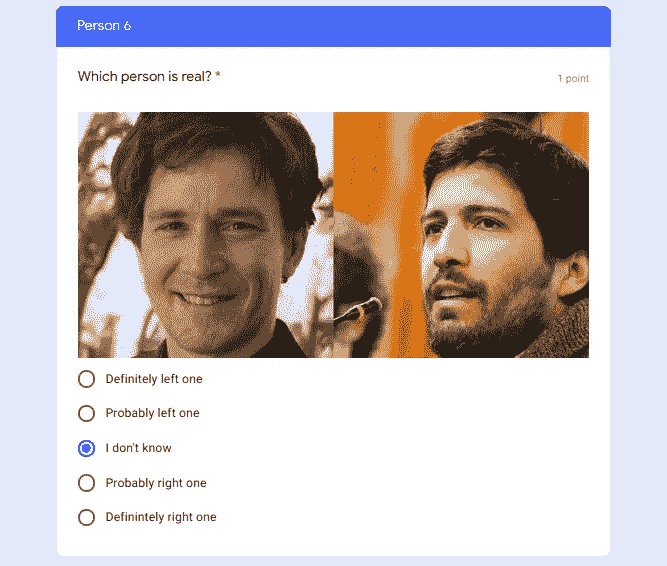 Person 6
Which person is real? *
1 point
Definitely left one
Probably left one
I don't know
Probably right one
Definintely right one